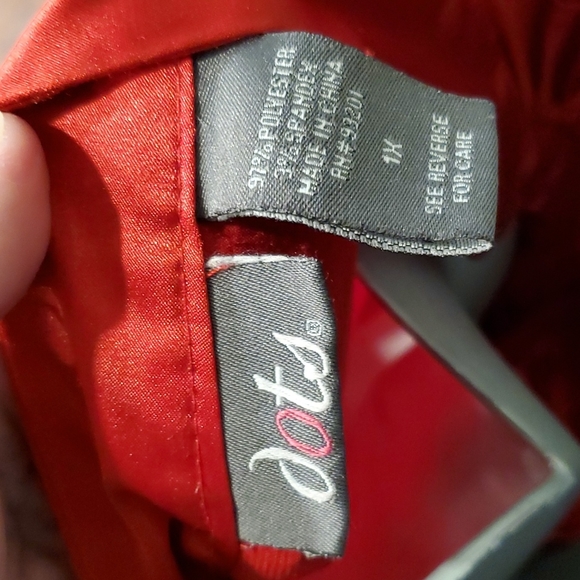 97% POLYESTER
3% SPANDEX
MADE IN CHINA
RN#93201
1X
SEE REVERSE
FOR CARE
dots®